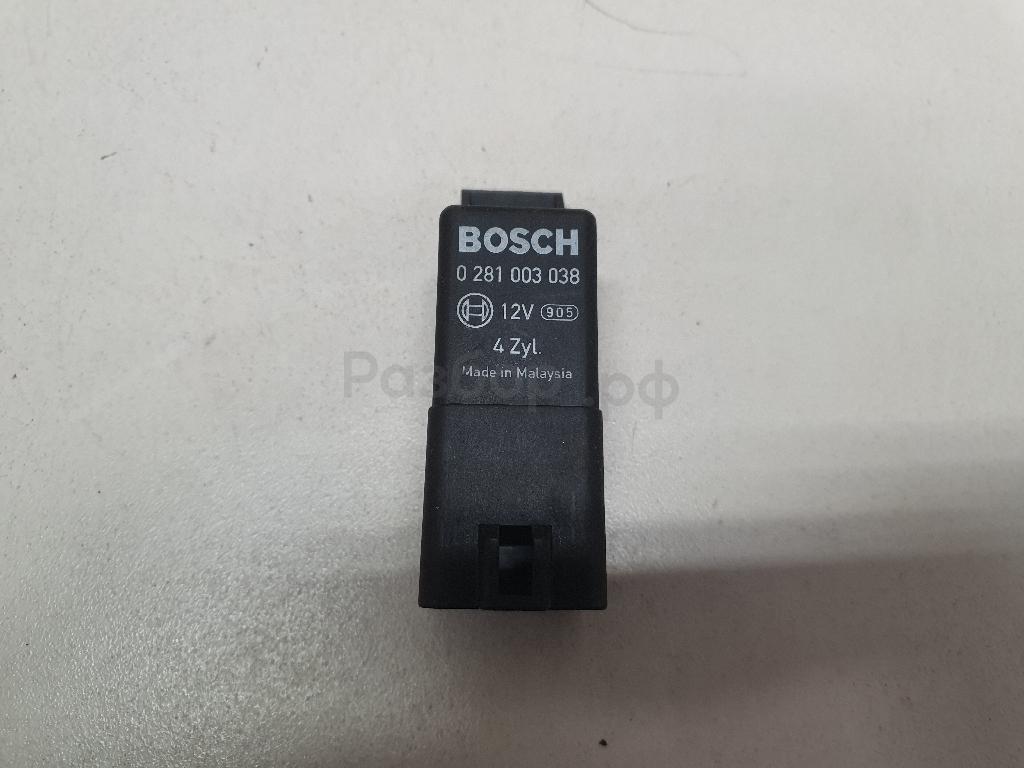 BOSCH
0 281 003 038
12V 905
4 Zyl.
Made in Malaysia